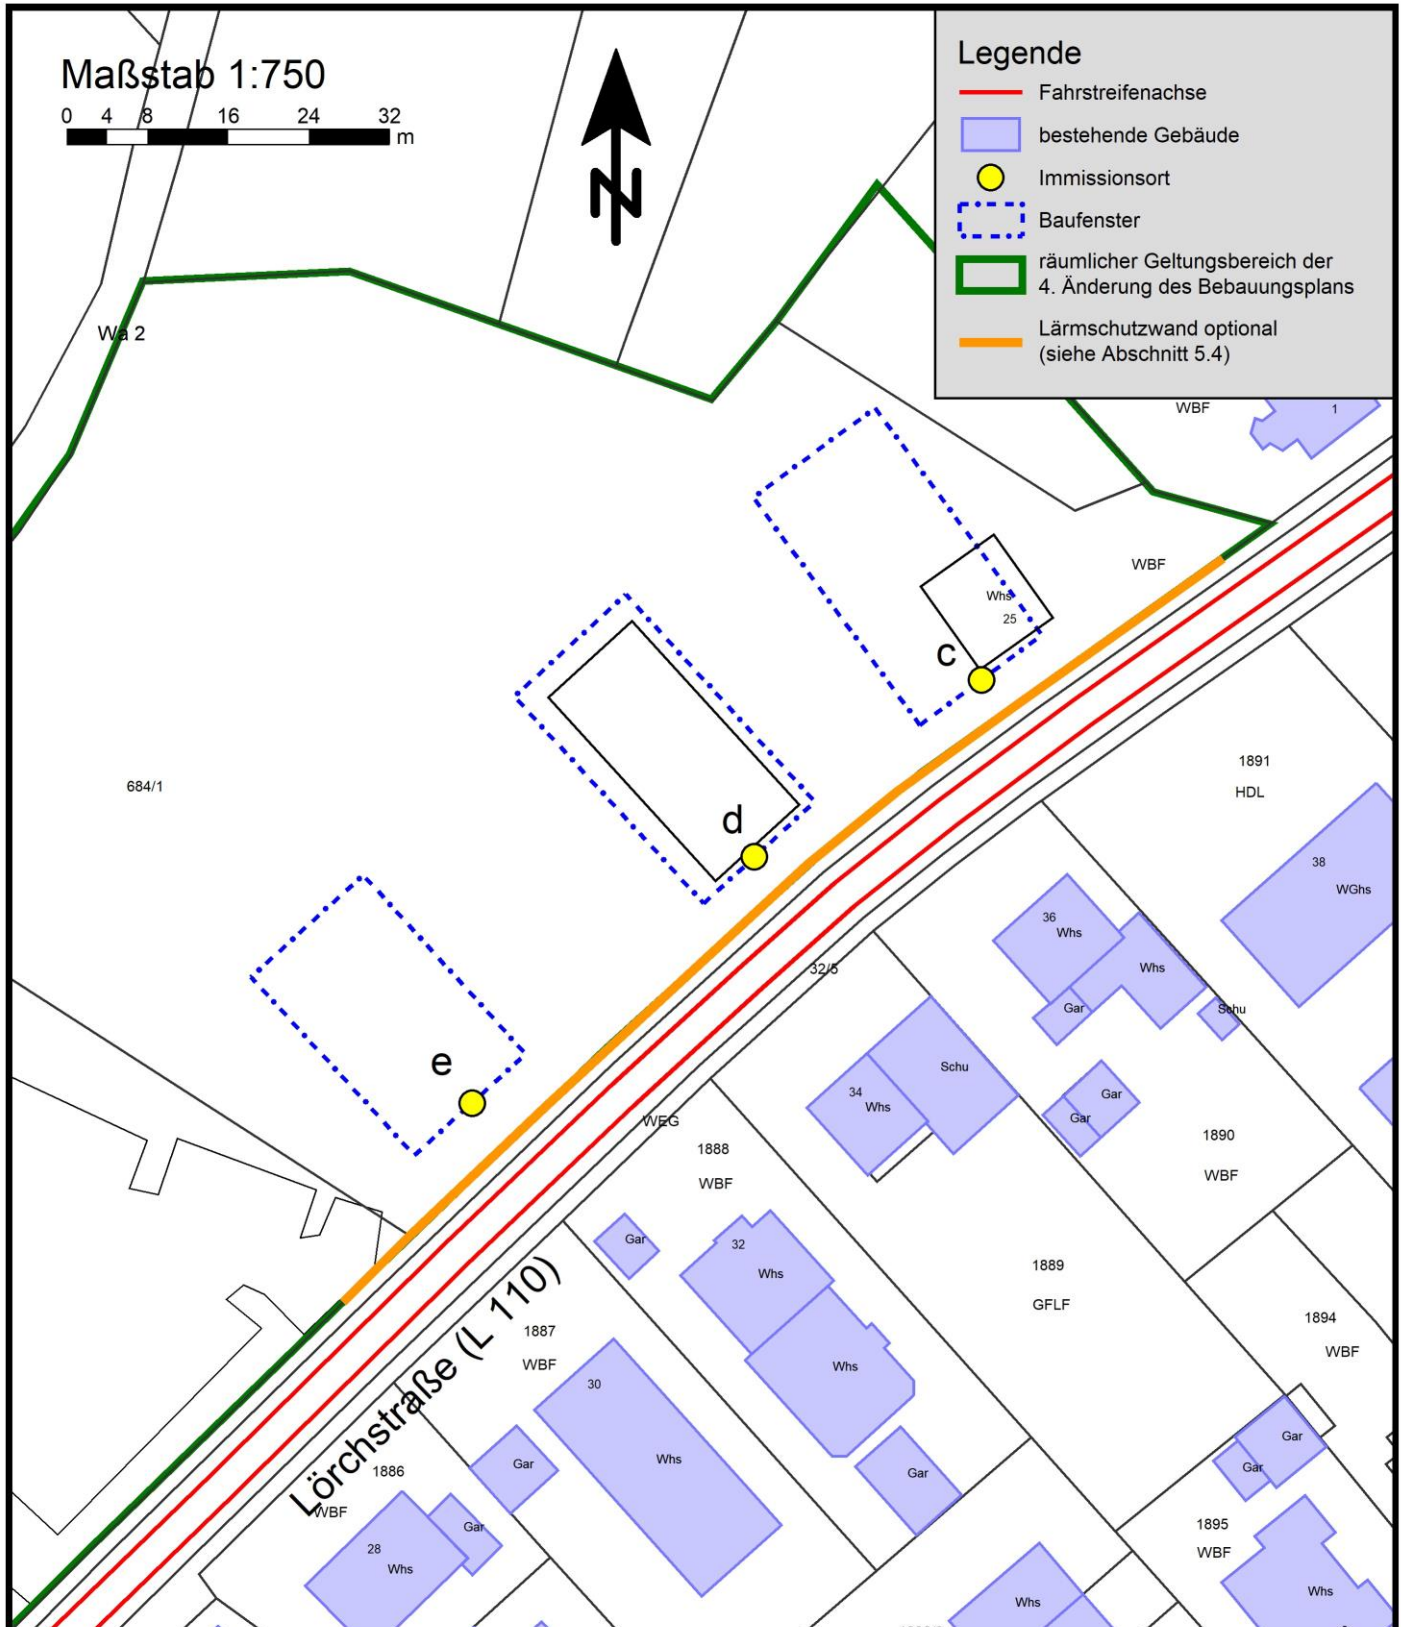 Maßstab 1:750
0 4 8 16 24 32
m
N
Legende
Fahrstreifenachse
bestehende Gebäude
Immissionsort
Baufenster
räumlicher Geltungsbereich der
4. Änderung des Bebauungsplans
Lärmschutzwand optional
(siehe Abschnitt 5.4)
Wa 2
WBF
1
WBF
Whs
25
c
684/1
d
1891
HDL
38
WGhs
36
Whs
Whs
32/5
Gar
Schu
e
Schu
34
Whs
Gar
Gar
WEG
1888
WBF
1890
WBF
Gar
32
Whs
1889
GFLF
Lörchstraße (L 110)
1887
WBF
1894
WBF
Whs
30
Whs
Gar
Gar
Gar
Gar
1886
WBF
Gar
28
Whs
1895
WBF
Whs
Whs